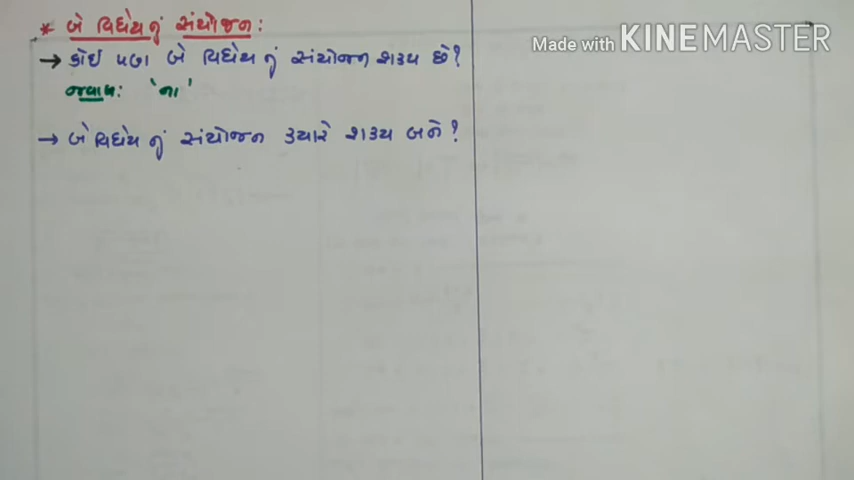 * બે વિધેય નું સંયોજન:
→ કોઈ પણ બે વિધેય નું સંયોજન શક્ય છે?
જવાબ: 'ના'
→ બે વિધેય નું સંયોજન ક્યારે શક્ય બને?
Made with KINEMASTER